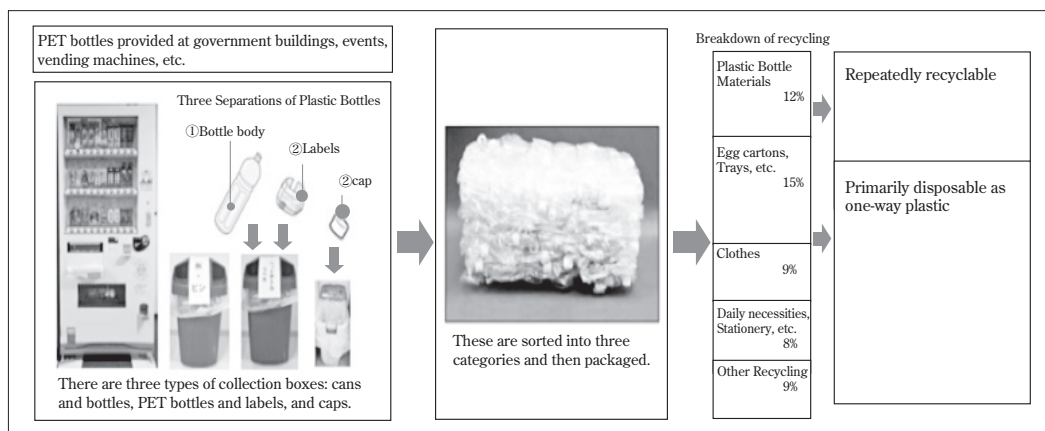 PET bottles provided at government buildings, events,
vending machines, etc.
Three Separations of Plastic Bottles
①Bottle body
②Labels
②cap
There are three types of collection boxes: cans
and bottles, PET bottles and labels, and caps.
These are sorted into three
categories and then packaged.
Breakdown of recycling
Plastic Bottle
Materials
12%
Egg cartons,
Trays, etc.
15%
Clothes
9%
Daily necessities,
Stationery, etc.
8%
Other Recycling
9%
Repeatedly recyclable
Primarily disposable as
one-way plastic